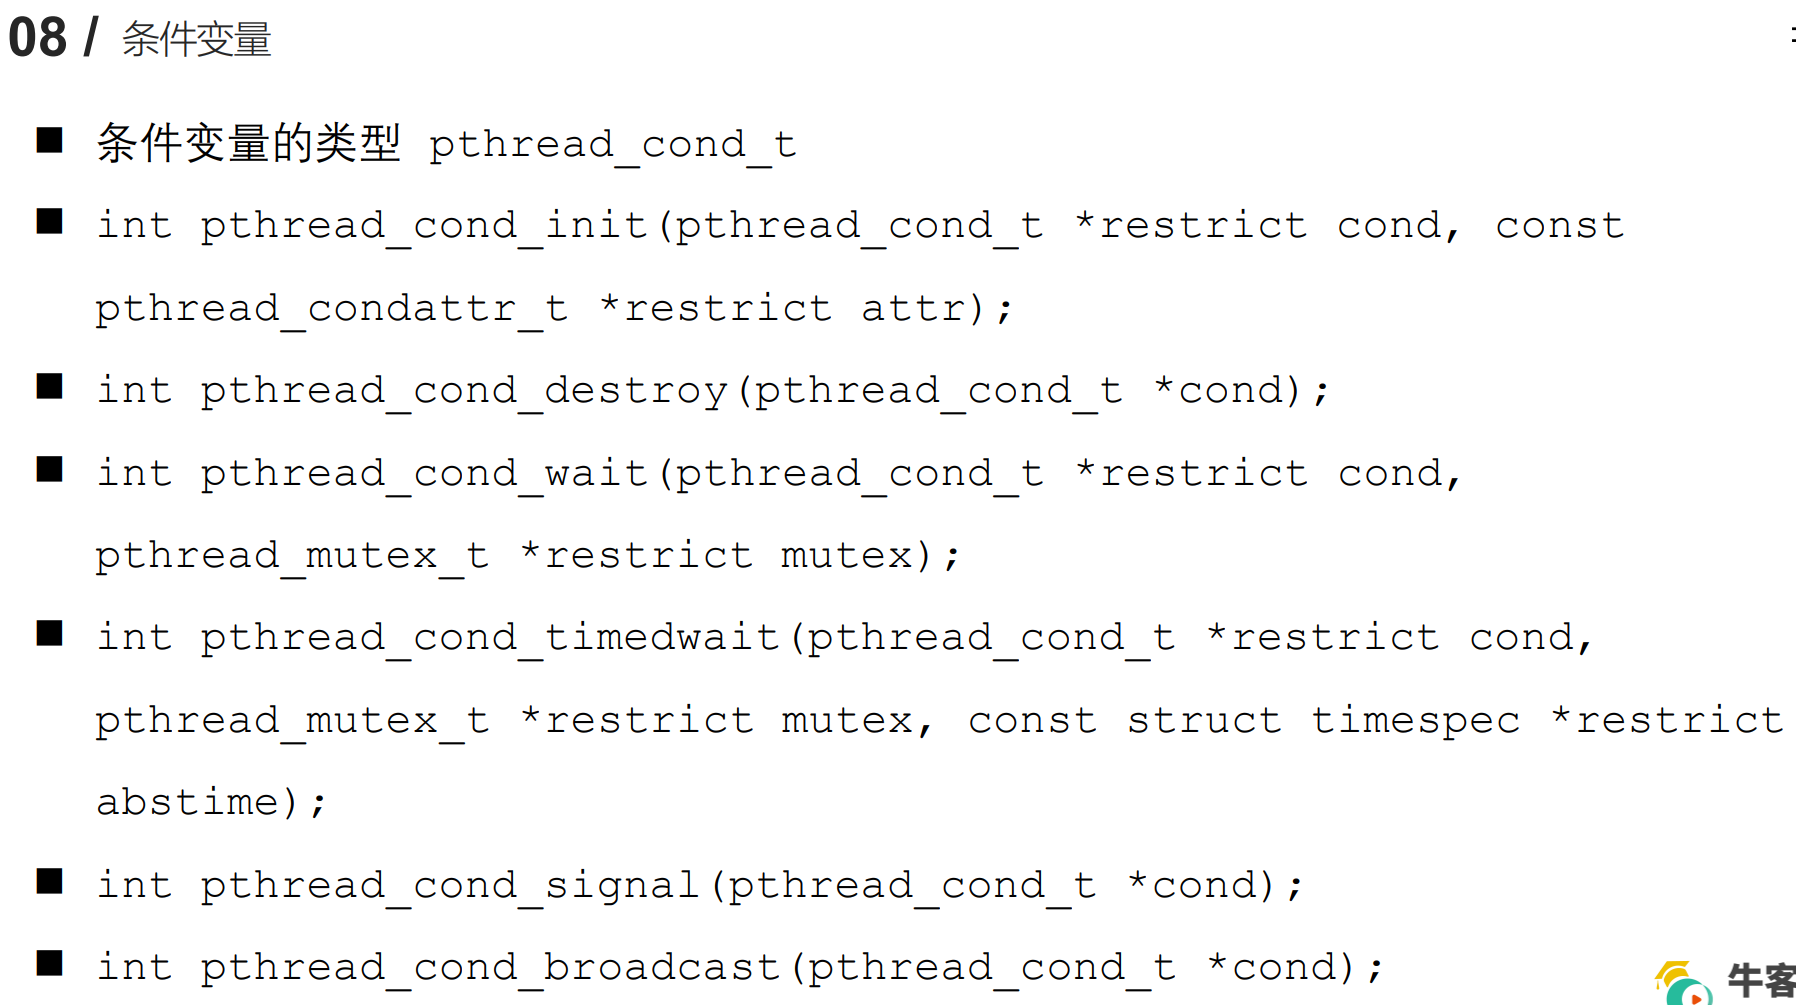 08 / 条件变量
■ 条件变量的类型 pthread_cond_t
■ int pthread_cond_init(pthread_cond_t *restrict cond, const
pthread_condattr_t *restrict attr);
■ int pthread_cond_destroy(pthread_cond_t *cond);
■ int pthread_cond_wait(pthread_cond_t *restrict cond,
pthread_mutex_t *restrict mutex);
■ int pthread_cond_timedwait(pthread_cond_t *restrict cond,
pthread_mutex_t *restrict mutex, const struct timespec *restrict
abstime);
■ int pthread_cond_signal(pthread_cond_t *cond);
■ int pthread_cond_broadcast(pthread_cond_t *cond);
牛客